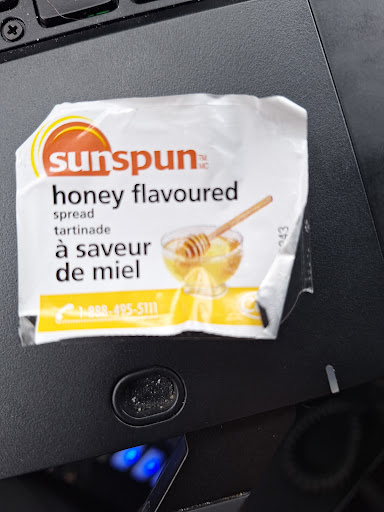 sunspun TM
MC
honey flavoured
spread
tartinade
à saveur
de miel
1-888-495-5111